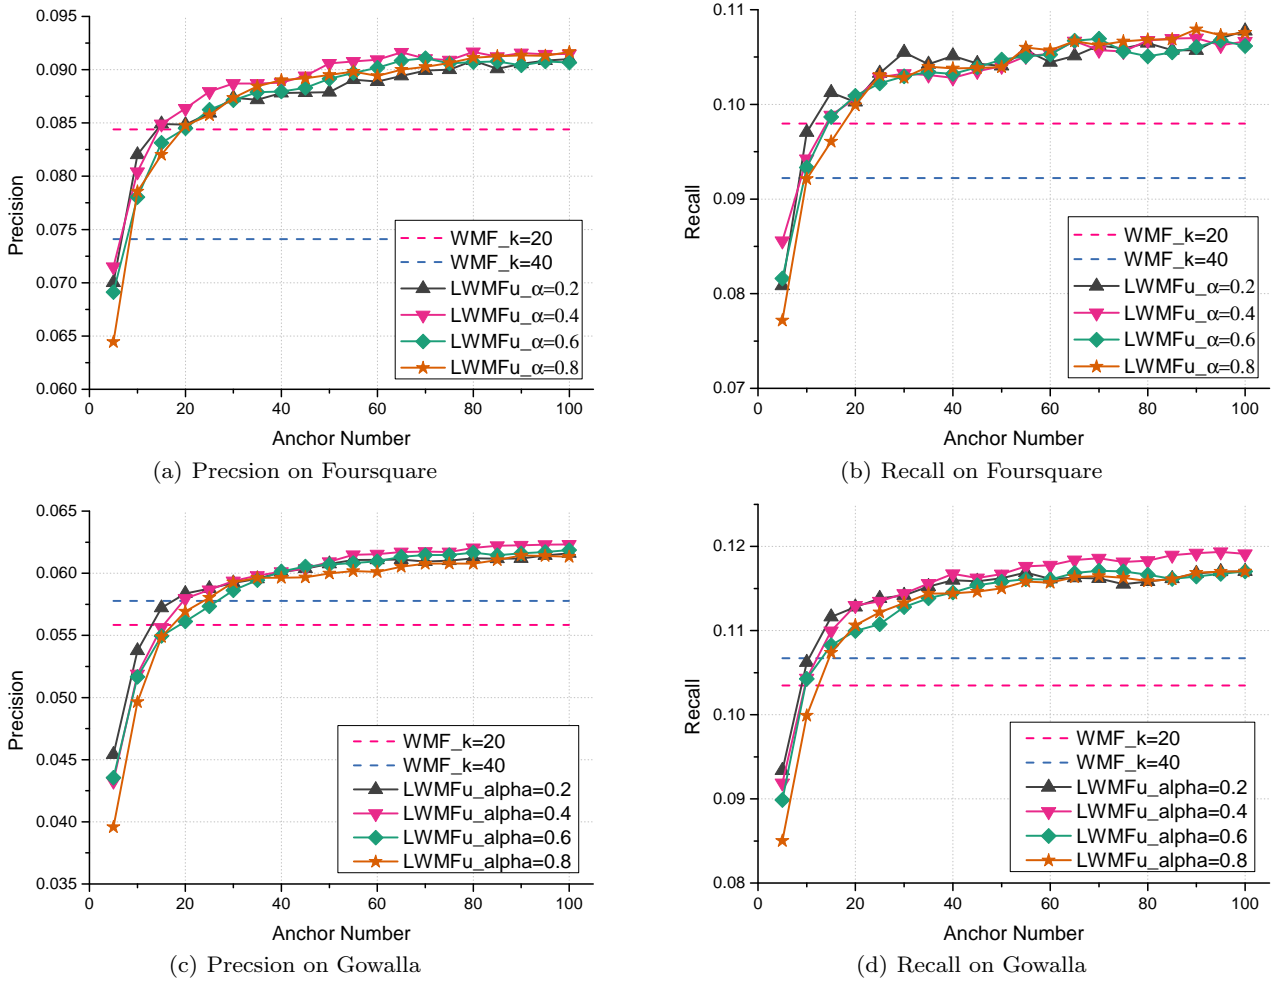 0.095
0.090
0.085
0.080
0.075
0.070
0.065
0.060
Precision
0 20 40 60 80 100
Anchor Number
WMF_k=20
WMF_k=40
LWMFu_α=0.2
LWMFu_α=0.4
LWMFu_α=0.6
LWMFu_α=0.8
(a) Precsion on Foursquare
0.11
0.10
0.09
0.08
0.07
Recall
0 20 40 60 80 100
Anchor Number
WMF_k=20
WMF_k=40
LWMFu_α=0.2
LWMFu_α=0.4
LWMFu_α=0.6
LWMFu_α=0.8
(b) Recall on Foursquare
0.065
0.060
0.055
0.050
0.045
0.040
0.035
Precision
0 20 40 60 80 100
Anchor Number
WMF_k=20
WMF_k=40
LWMFu_alpha=0.2
LWMFu_alpha=0.4
LWMFu_alpha=0.6
LWMFu_alpha=0.8
(c) Precsion on Gowalla
0.12
0.11
0.10
0.09
0.08
Recall
0 20 40 60 80 100
Anchor Number
WMF_k=20
WMF_k=40
LWMFu_alpha=0.2
LWMFu_alpha=0.4
LWMFu_alpha=0.6
LWMFu_alpha=0.8
(d) Recall on Gowalla